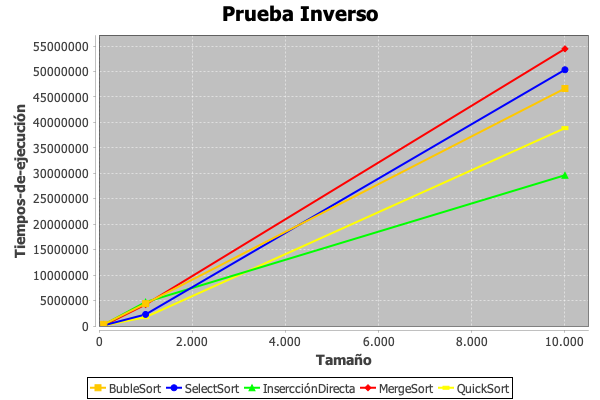 Prueba Inverso
55000000
50000000
45000000
40000000
35000000
30000000
25000000
20000000
15000000
10000000
5000000
0
Tiempos-de-ejecución
0 2.000 4.000 6.000 8.000 10.000
Tamaño
BubleSort SelectSort InsercciónDirecta MergeSort QuickSort